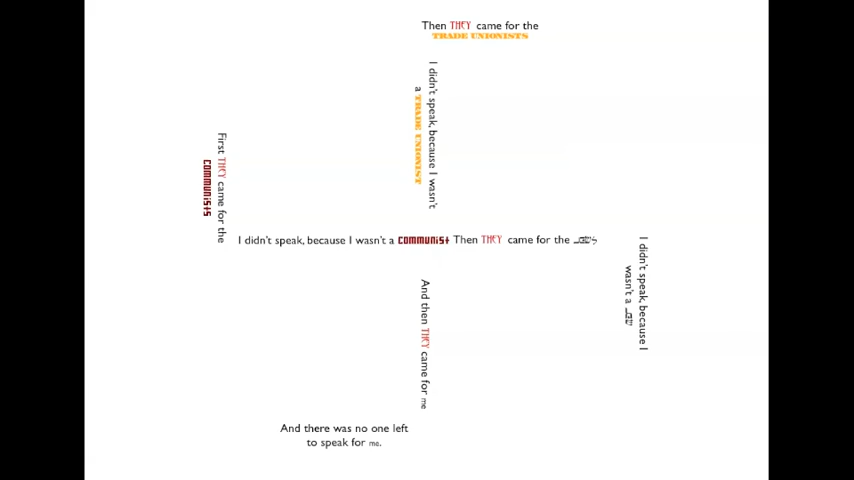 First THEY came for the
communists
I didn't speak, because I wasn't a communist
Then THEY came for the
TRADE UNIONISTS
I didn't speak, because I wasn't
a TRADE UNIONIST
Then THEY came for the
I didn't speak, because I
wasn't a
And then THEY came for me
And there was no one left
to speak for me.